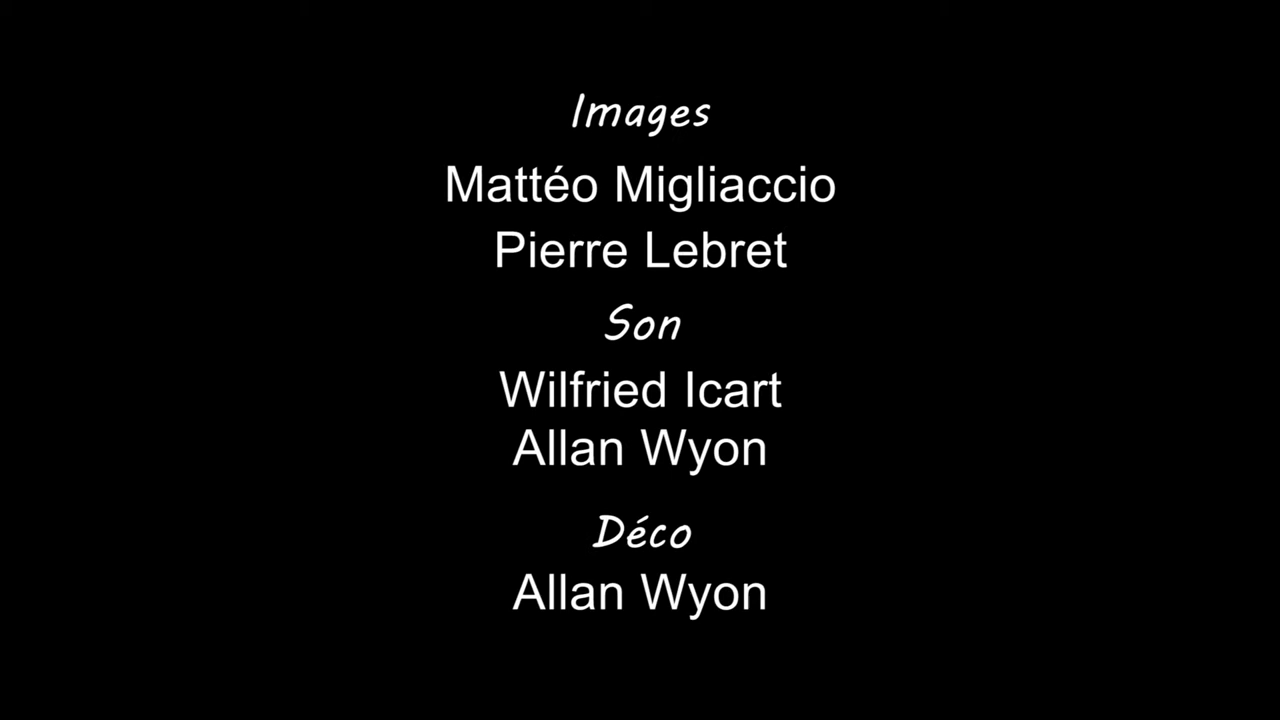 Images
Mattéo Migliaccio
Pierre Lebret
Son
Wilfried Icart
Allan Wyon
Déco
Allan Wyon